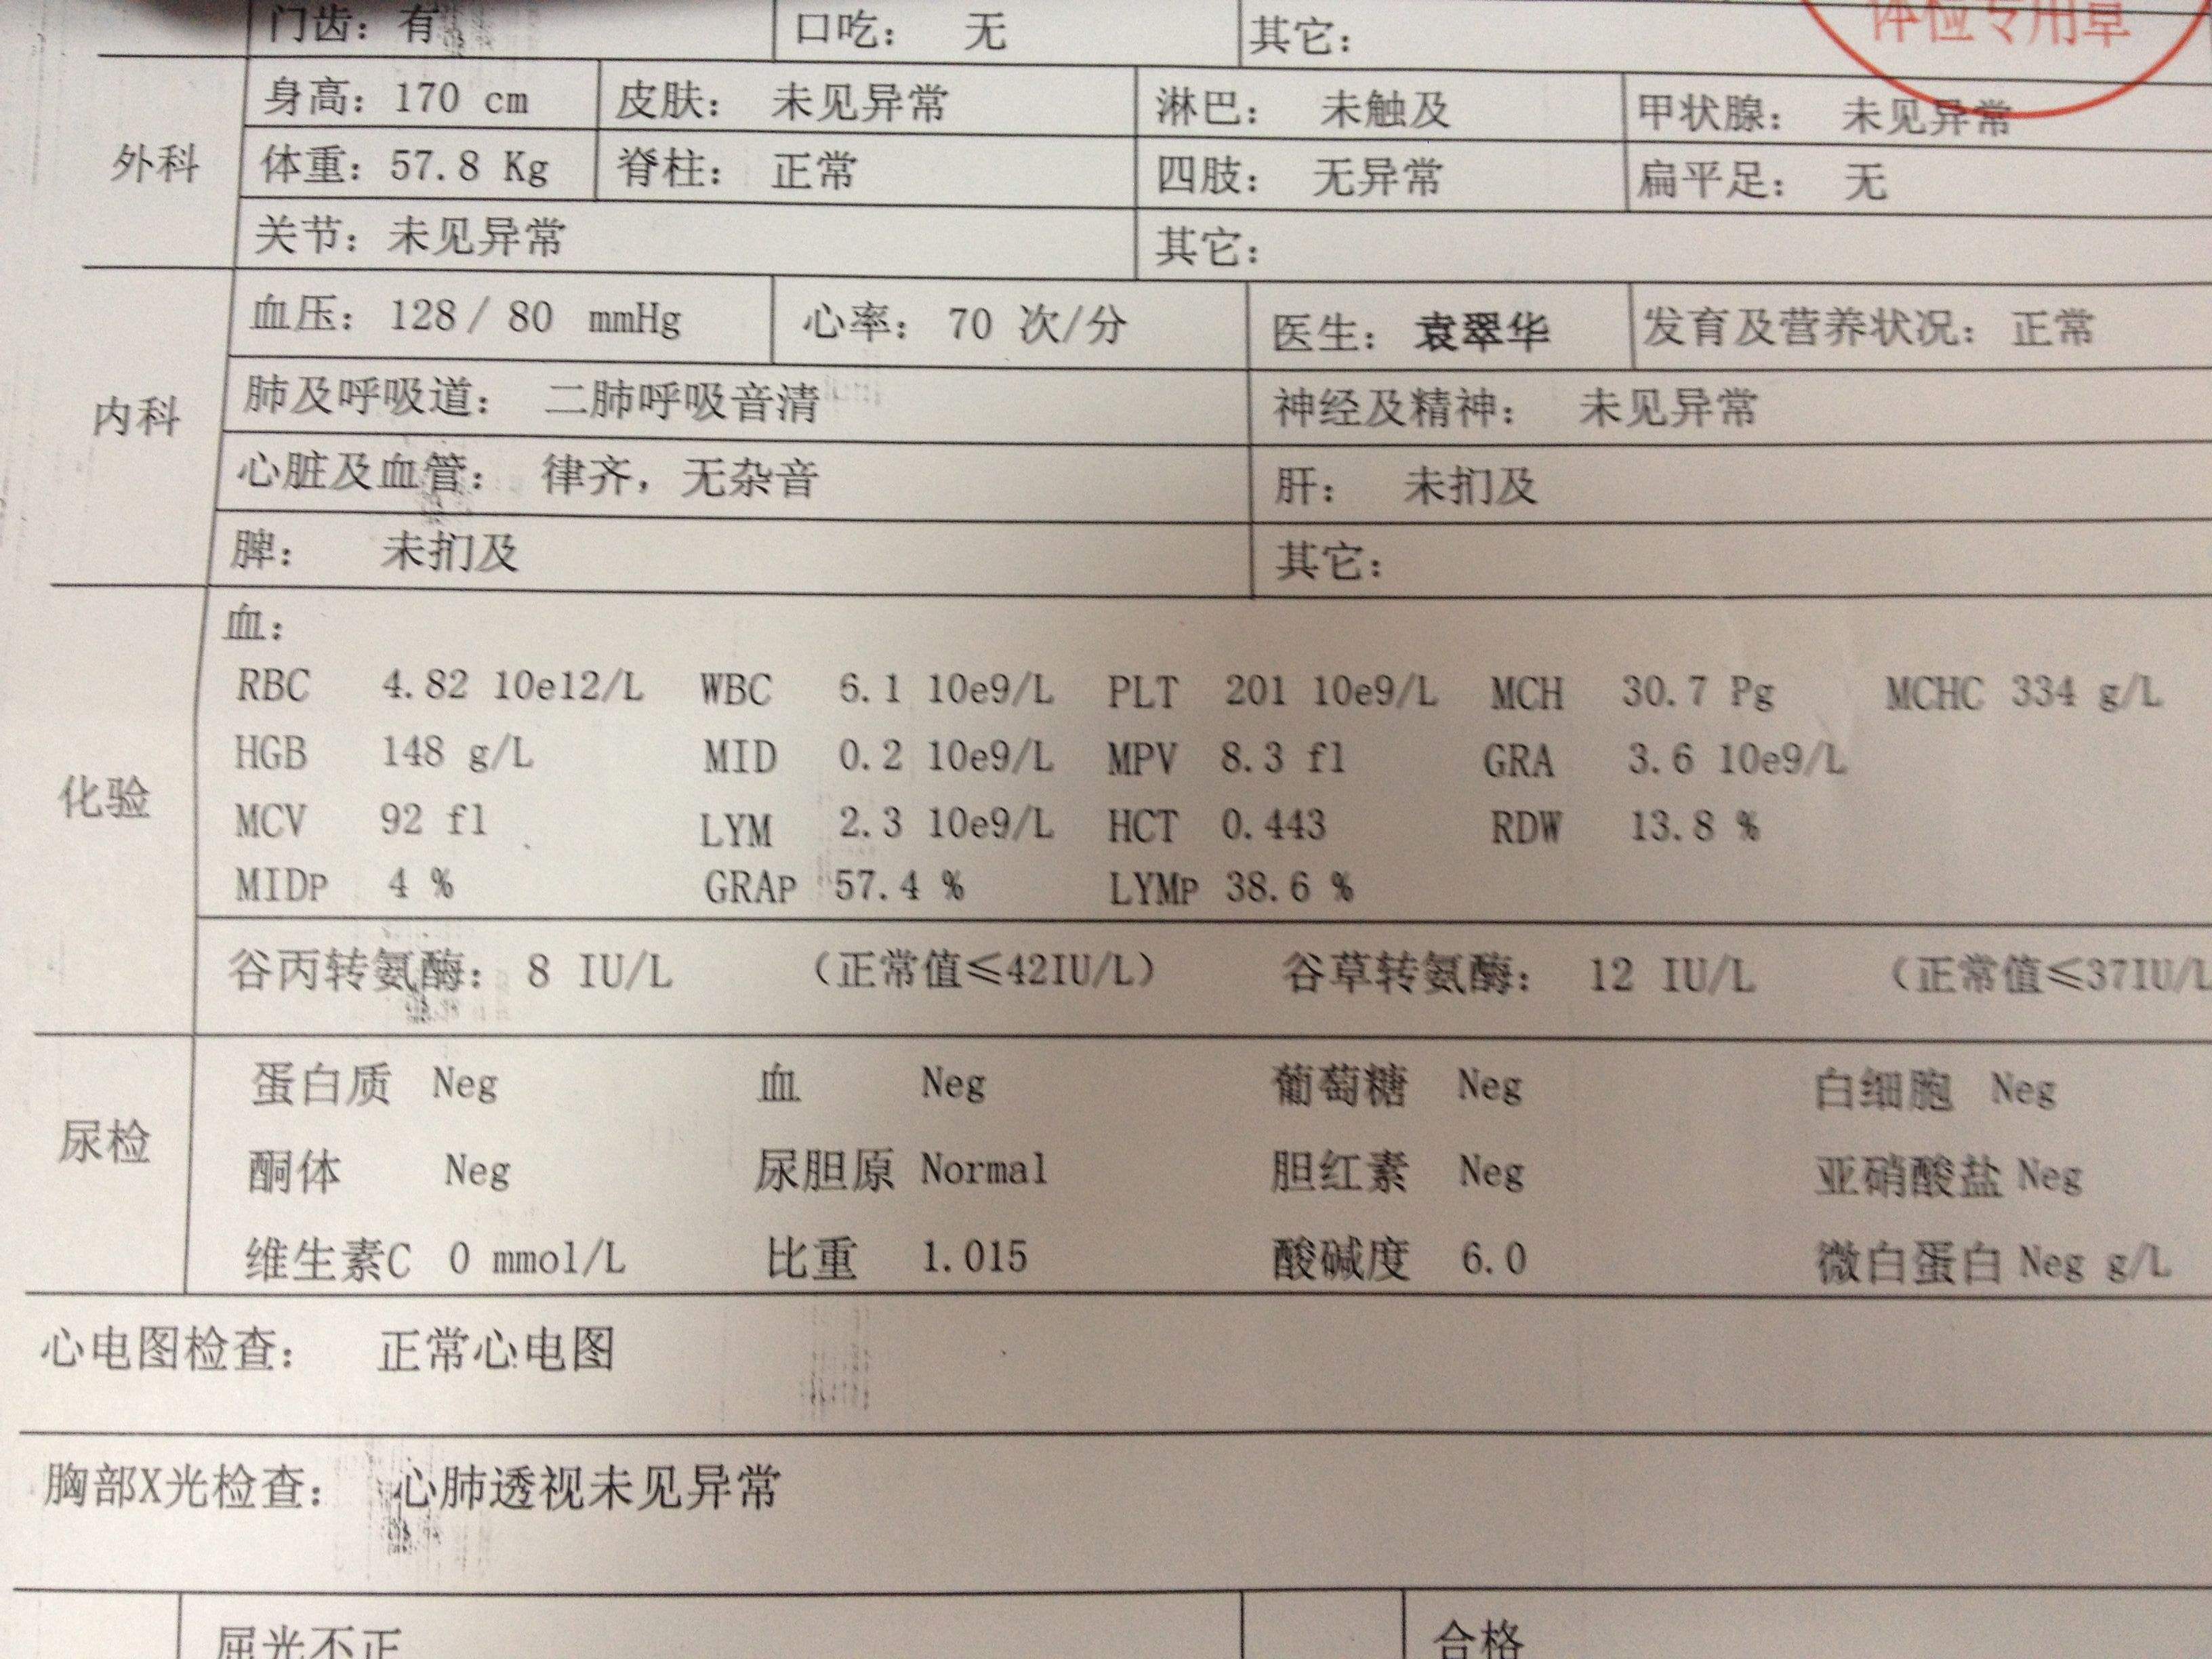 体检专用章
门齿：有 口吃： 无 其它：
外科
身高：170 cm 皮肤： 未见异常 淋巴： 未触及 甲状腺： 未见异常
体重：57.8 Kg 脊柱： 正常 四肢： 无异常 扁平足： 无
关节：未见异常 其它：
内科
血压：128 / 80 mmHg 心率： 70 次/分 医生： 袁翠华 发育及营养状况：正常
肺及呼吸道： 二肺呼吸音清 神经及精神： 未见异常
心脏及血管： 律齐，无杂音 肝： 未扪及
脾： 未扪及 其它：
化验
血：
RBC 4.82 10e12/L WBC 6.1 10e9/L PLT 201 10e9/L MCH 30.7 Pg MCHC 334 g/L
HGB 148 g/L MID 0.2 10e9/L MPV 8.3 fl GRA 3.6 10e9/L
MCV 92 fl LYM 2.3 10e9/L HCT 0.443 RDW 13.8 %
MIDP 4 % GRAP 57.4 % LYMP 38.6 %
谷丙转氨酶： 8 IU/L （正常值≤42IU/L） 谷草转氨酶： 12 IU/L （正常值≤37IU/L
尿检
蛋白质 Neg 血 Neg 葡萄糖 Neg 白细胞 Neg
酮体 Neg 尿胆原 Normal 胆红素 Neg 亚硝酸盐 Neg
维生素C 0 mmol/L 比重 1.015 酸碱度 6.0 微白蛋白 Neg g/L
心电图检查： 正常心电图
胸部X光检查： 心肺透视未见异常
屈光不正 合格